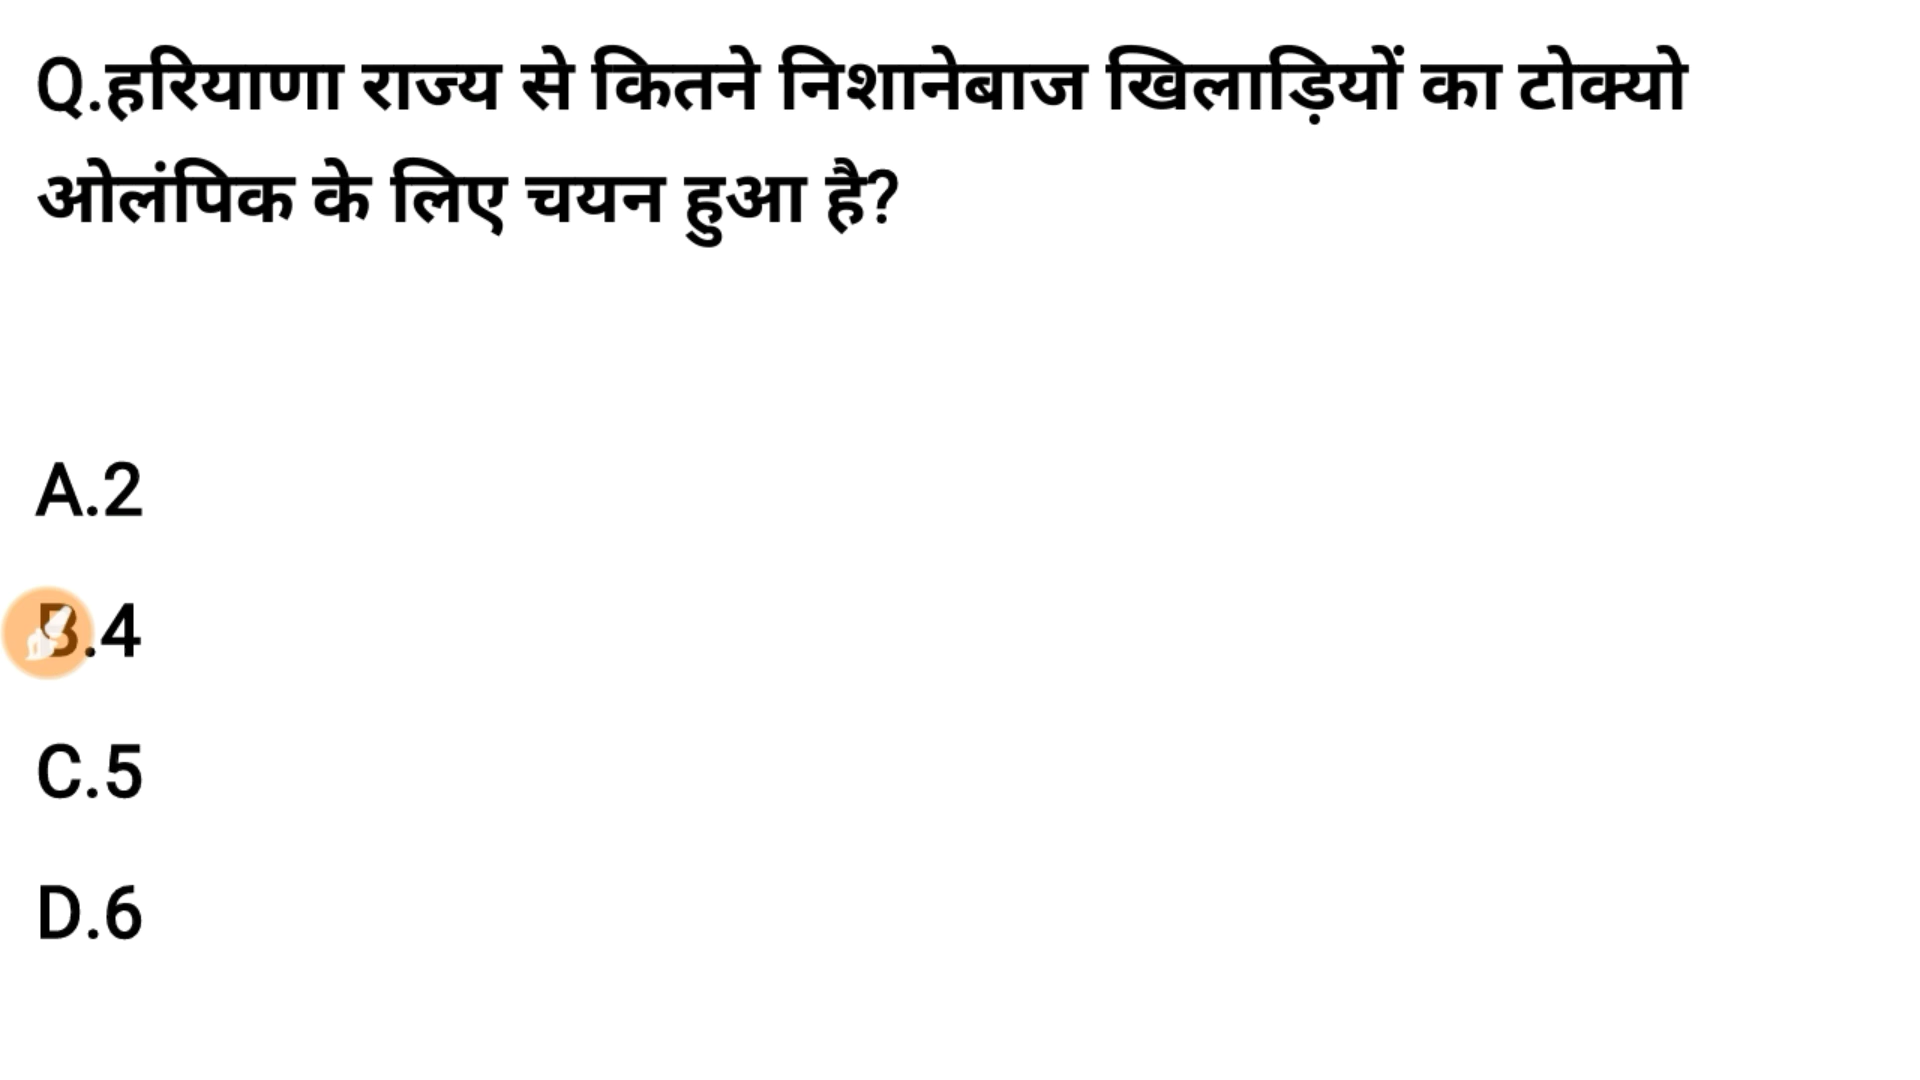 Q.हरियाणा राज्य से कितने निशानेबाज खिलाड़ियों का टोक्यो
ओलंपिक के लिए चयन हुआ है?
A.2
B.4
C.5
D.6